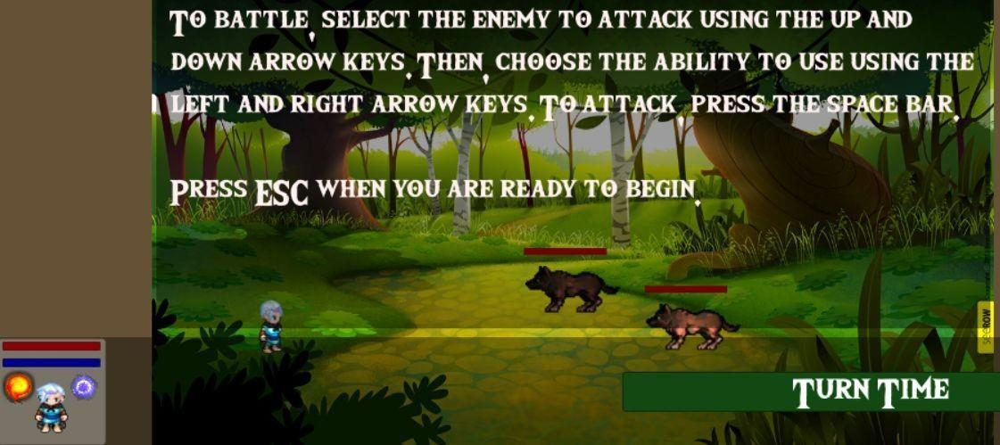 To battle, select the enemy to attack using the up and
down arrow keys. Then, choose the ability to use using the
left and right arrow keys. To attack, press the space bar.
Press ESC when you are ready to begin.
Turn Time